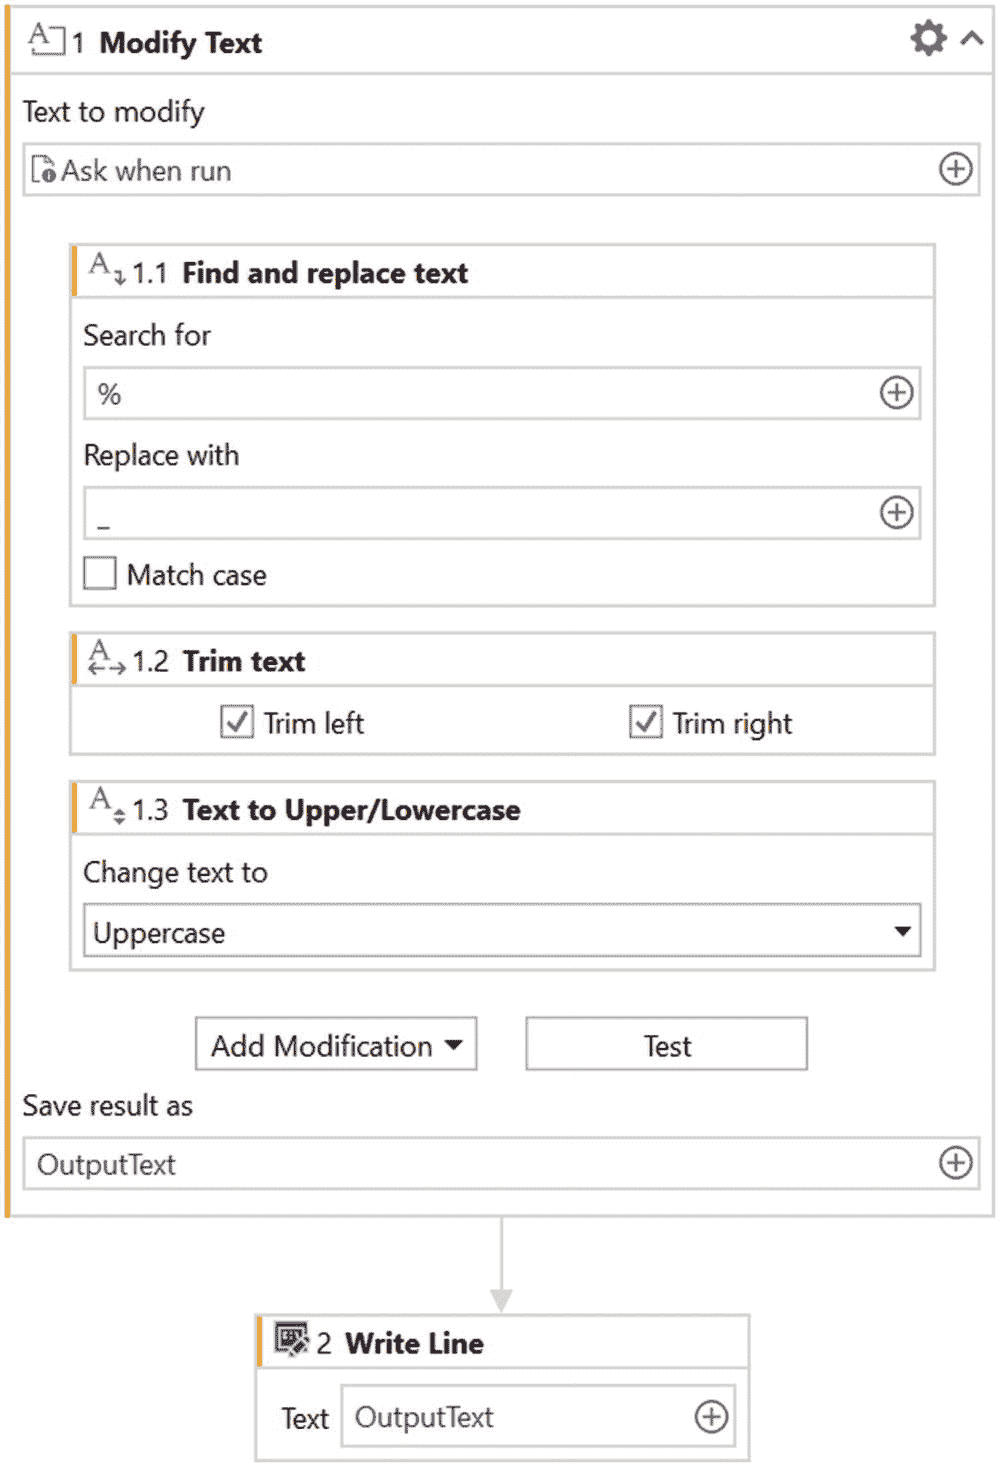 1 Modify Text
Text to modify
Ask when run
1.1 Find and replace text
Search for
%
Replace with
_
Match case
1.2 Trim text
Trim left Trim right
1.3 Text to Upper/Lowercase
Change text to
Uppercase
Add Modification Test
Save result as
OutputText
2 Write Line
Text OutputText